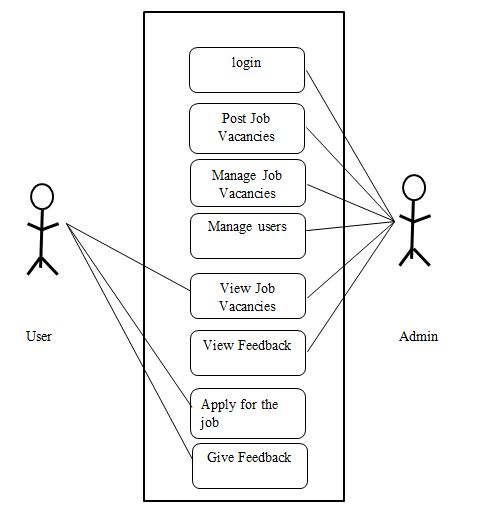 login
Post Job
Vacancies
Manage Job
Vacancies
Manage users
View Job
Vacancies
User
Admin
View Feedback
Apply for the
job
Give Feedback